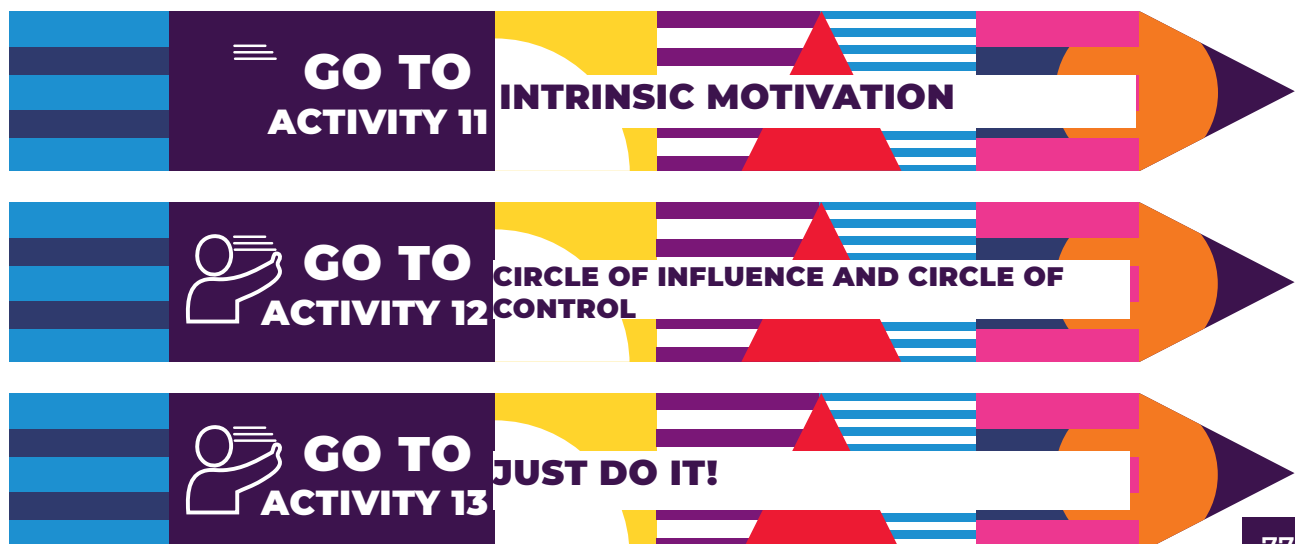 GO TO
ACTIVITY 11
INTRINSIC MOTIVATION
GO TO
ACTIVITY 12
CIRCLE OF INFLUENCE AND CIRCLE OF
CONTROL
GO TO
ACTIVITY 13
JUST DO IT!